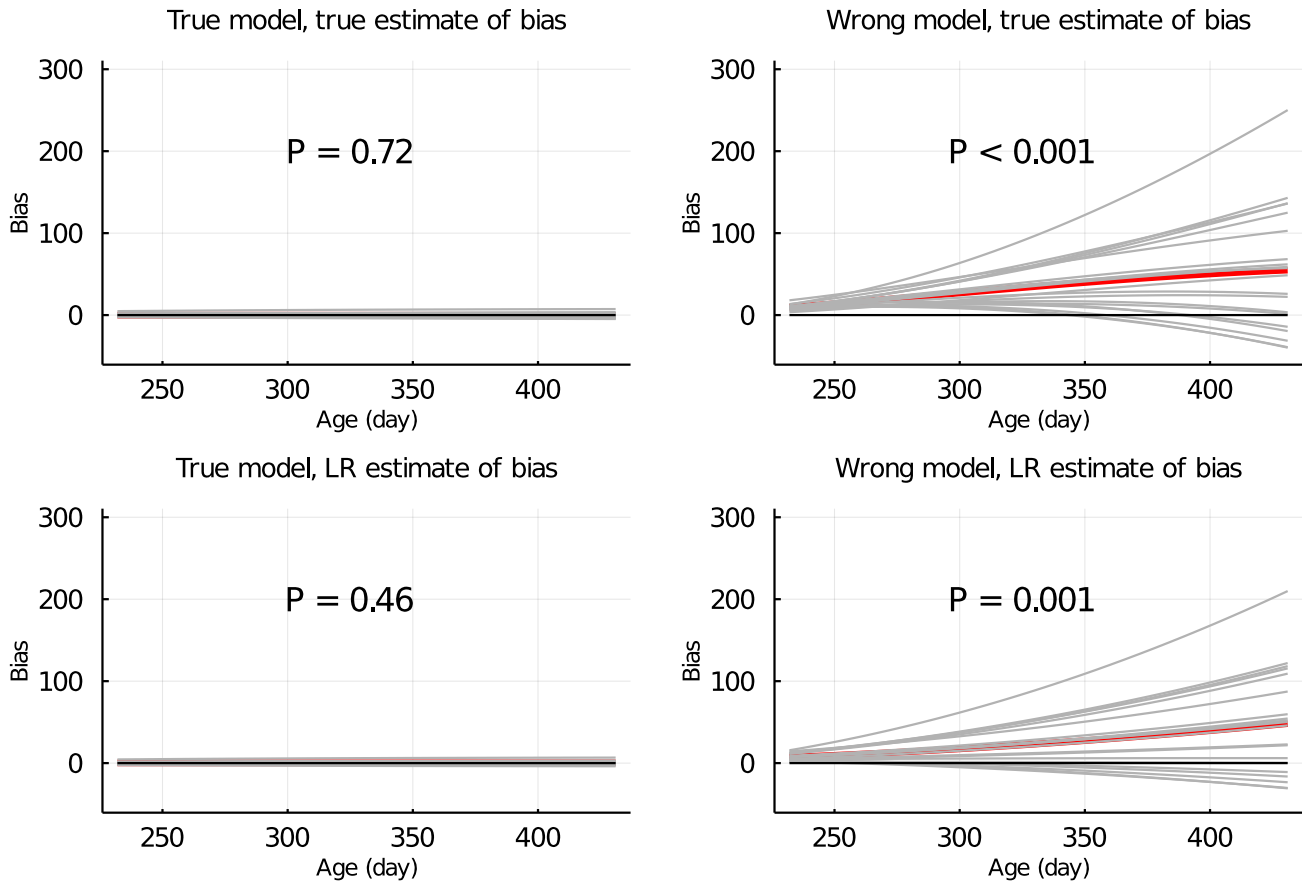 True model, true estimate of bias
300
200
100
0
Bias
P = 0.72
250
300
350
400
Age (day)
Wrong model, true estimate of bias
300
200
100
0
Bias
P < 0.001
250
300
350
400
Age (day)
True model, LR estimate of bias
300
200
100
0
Bias
P = 0.46
250
300
350
400
Age (day)
Wrong model, LR estimate of bias
300
200
100
0
Bias
P = 0.001
250
300
350
400
Age (day)